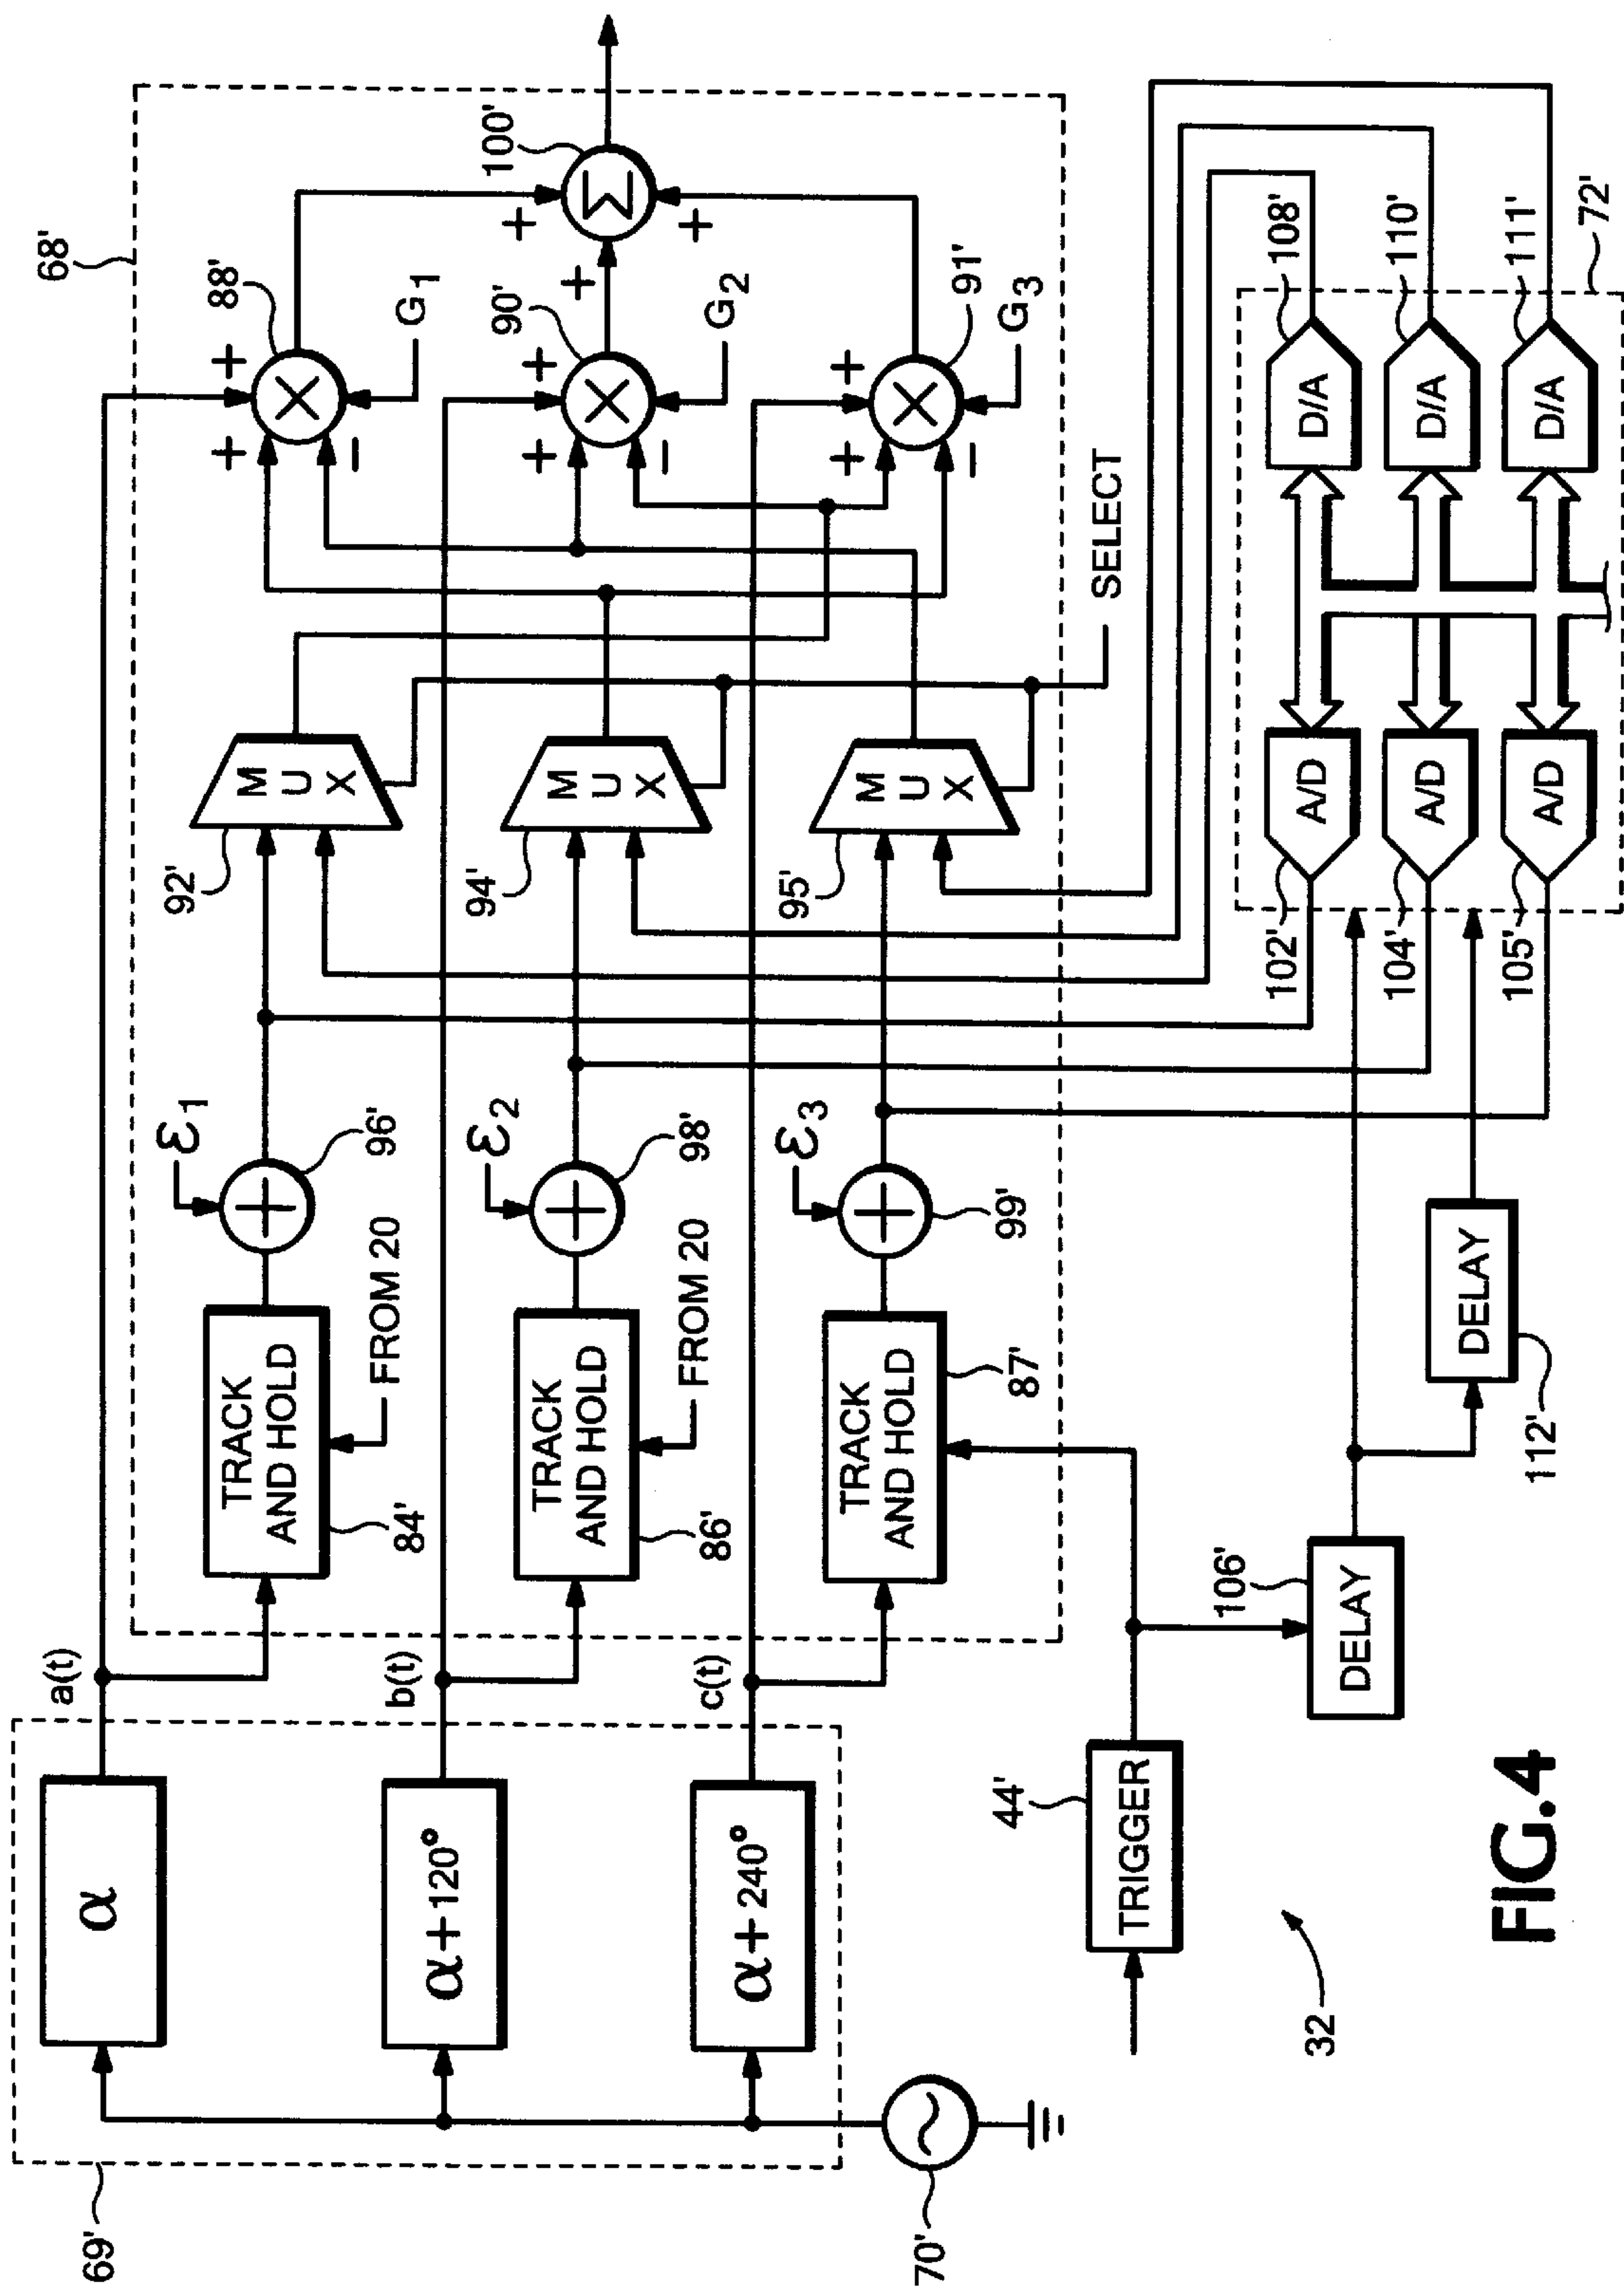 69'
α
α+120°
α+240°
70'
a(t)
b(t)
c(t)
68'
TRACK
AND HOLD
84'
FROM 20
TRACK
AND HOLD
86'
FROM 20
TRACK
AND HOLD
87'
ε1
96'
ε2
98'
ε3
99'
M
U
X
92'
M
U
X
94'
M
U
X
95'
SELECT
+
+
−
88'
G1
+
+
−
90'
G2
+
+
−
91'
G3
+
+
+
Σ
100'
TRIGGER
44'
DELAY
106'
DELAY
112'
A/D
102'
A/D
104'
A/D
105'
D/A
108'
D/A
110'
D/A
111'
72'
32'
FIG.4